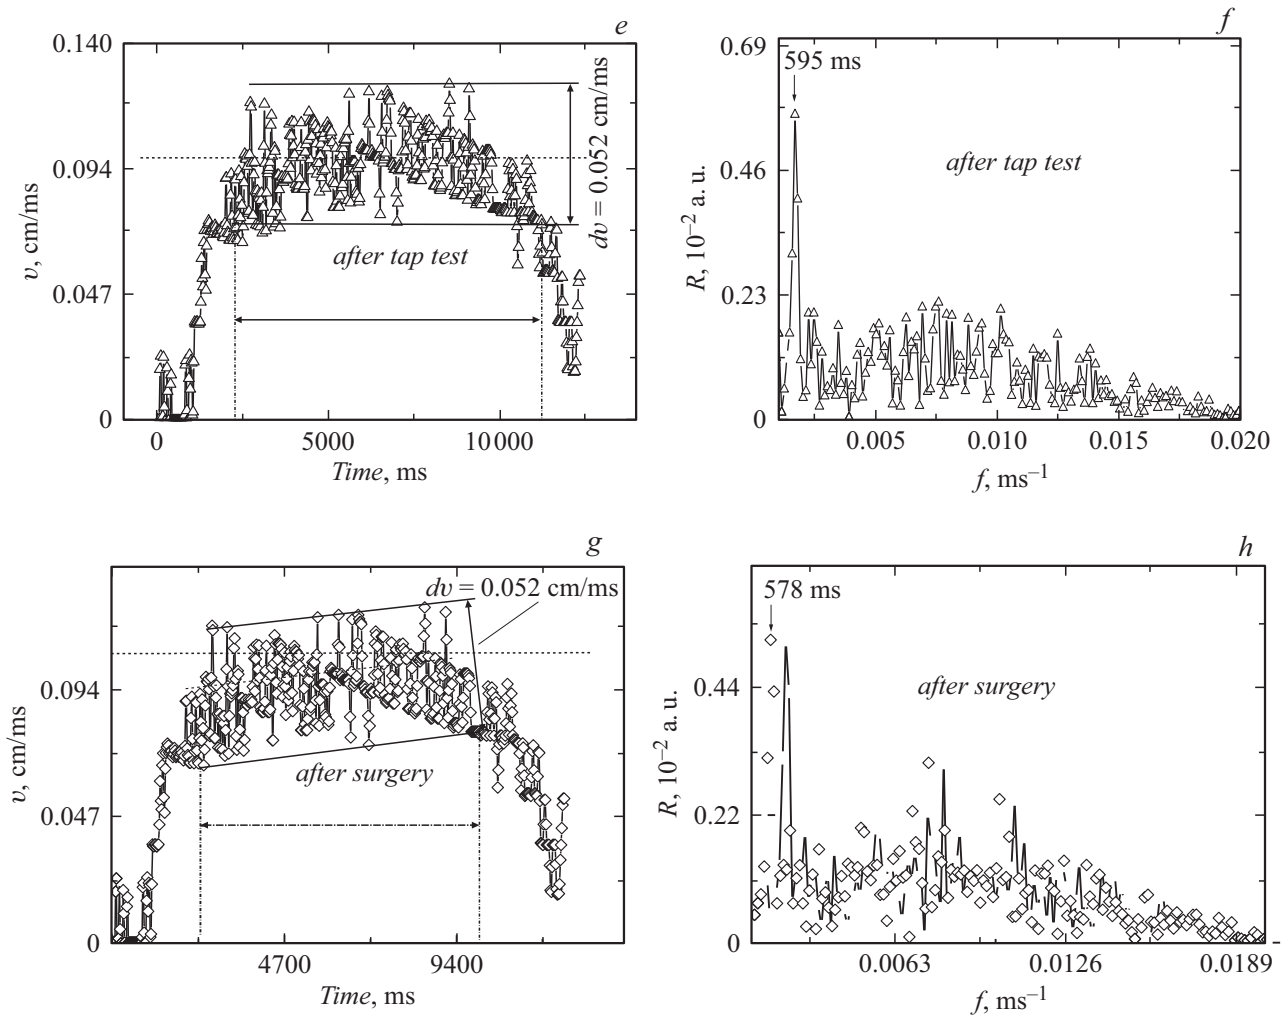 e
0.140
0.094
0.047
0
v, cm/ms
dv = 0.052 cm/ms
after tap test
0
5000
10000
Time, ms
f
0.69
0.46
0.23
0
R, 10⁻² a. u.
595 ms
after tap test
0.005
0.010
0.015
0.020
f, ms⁻¹
g
dv = 0.052 cm/ms
0.094
0.047
0
v, cm/ms
after surgery
4700
9400
Time, ms
h
578 ms
0.44
0.22
0
R, 10⁻² a. u.
after surgery
0.0063
0.0126
0.0189
f, ms⁻¹